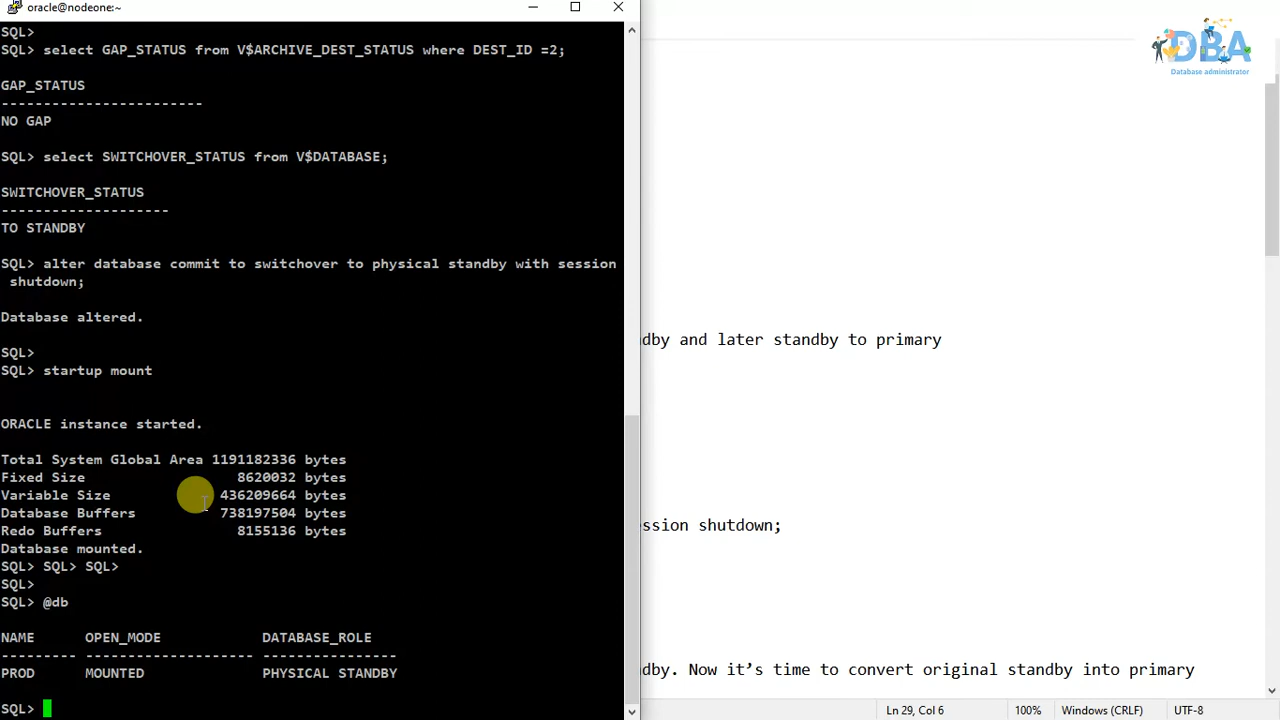 oracle@nodeone:~
SQL>
SQL> select GAP_STATUS from V$ARCHIVE_DEST_STATUS where DEST_ID =2;
GAP_STATUS
------------------------
NO GAP
SQL> select SWITCHOVER_STATUS from V$DATABASE;
SWITCHOVER_STATUS
--------------------
TO STANDBY
SQL> alter database commit to switchover to physical standby with session
shutdown;
Database altered.
SQL>
SQL> startup mount
ORACLE instance started.
Total System Global Area 1191182336 bytes
Fixed Size 8620032 bytes
Variable Size 436209664 bytes
Database Buffers 738197504 bytes
Redo Buffers 8155136 bytes
Database mounted.
SQL> SQL> SQL>
SQL>
SQL> @db
NAME OPEN_MODE DATABASE_ROLE
--------- -------------------- ----------------
PROD MOUNTED PHYSICAL STANDBY
SQL>
DBA
Database administrator
dby and later standby to primary
ssion shutdown;
dby. Now it’s time to convert original standby into primary
Ln 29, Col 6 100% Windows (CRLF) UTF-8